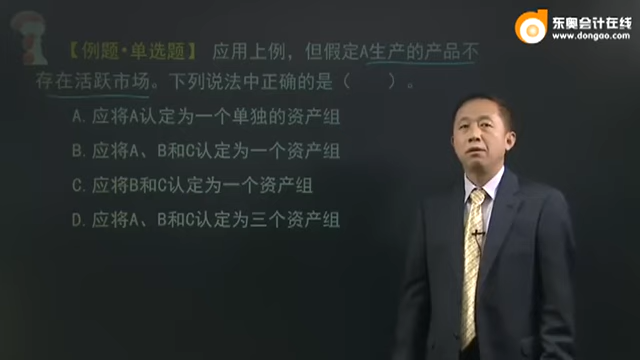 东奥会计在线
www.dongao.com
【例题·单选题】 应用上例，但假定A生产的产品不
存在活跃市场。下列说法中正确的是（ ）。
A.应将A认定为一个单独的资产组
B.应将A、B和C认定为一个资产组
C.应将B和C认定为一个资产组
D.应将A、B和C认定为三个资产组